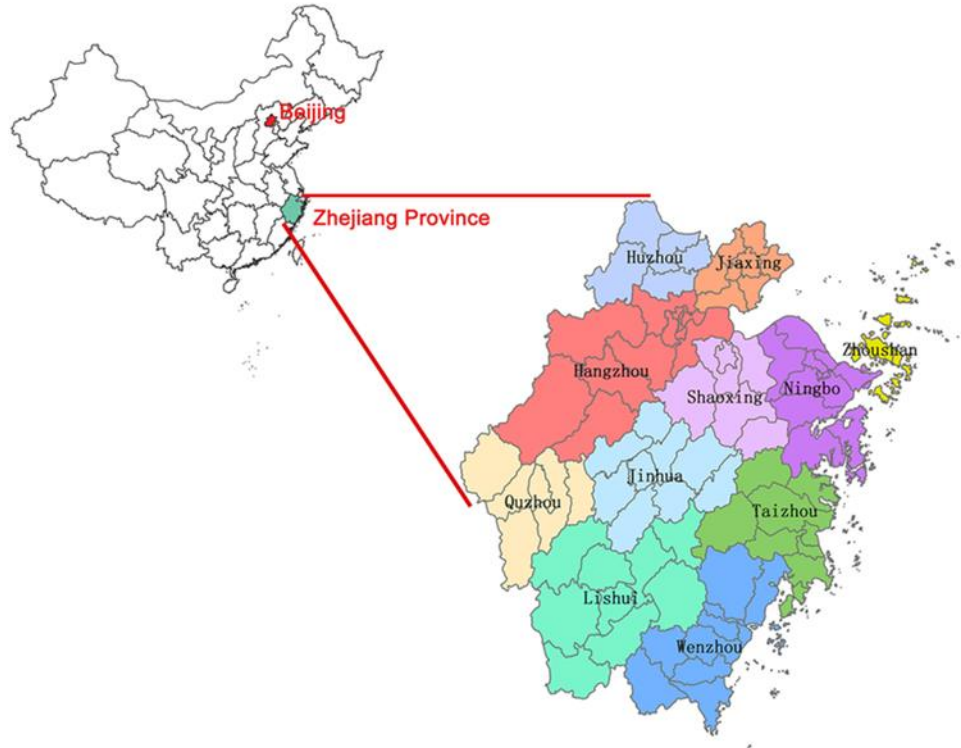 Beijing
Zhejiang Province
Huzhou
Jiaxing
Zhoushan
Hangzhou
Shaoxing
Ningbo
Jinhua
Quzhou
Taizhou
Lishui
Wenzhou